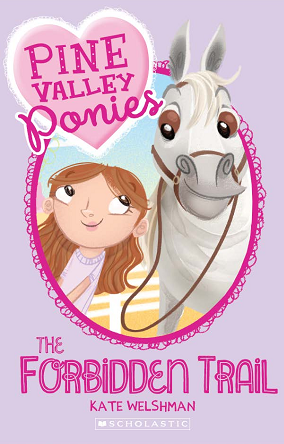 PINE
VALLEY
Ponies
THE
FORBIDDEN TRAIL
KATE WELSHMAN
SCHOLASTIC